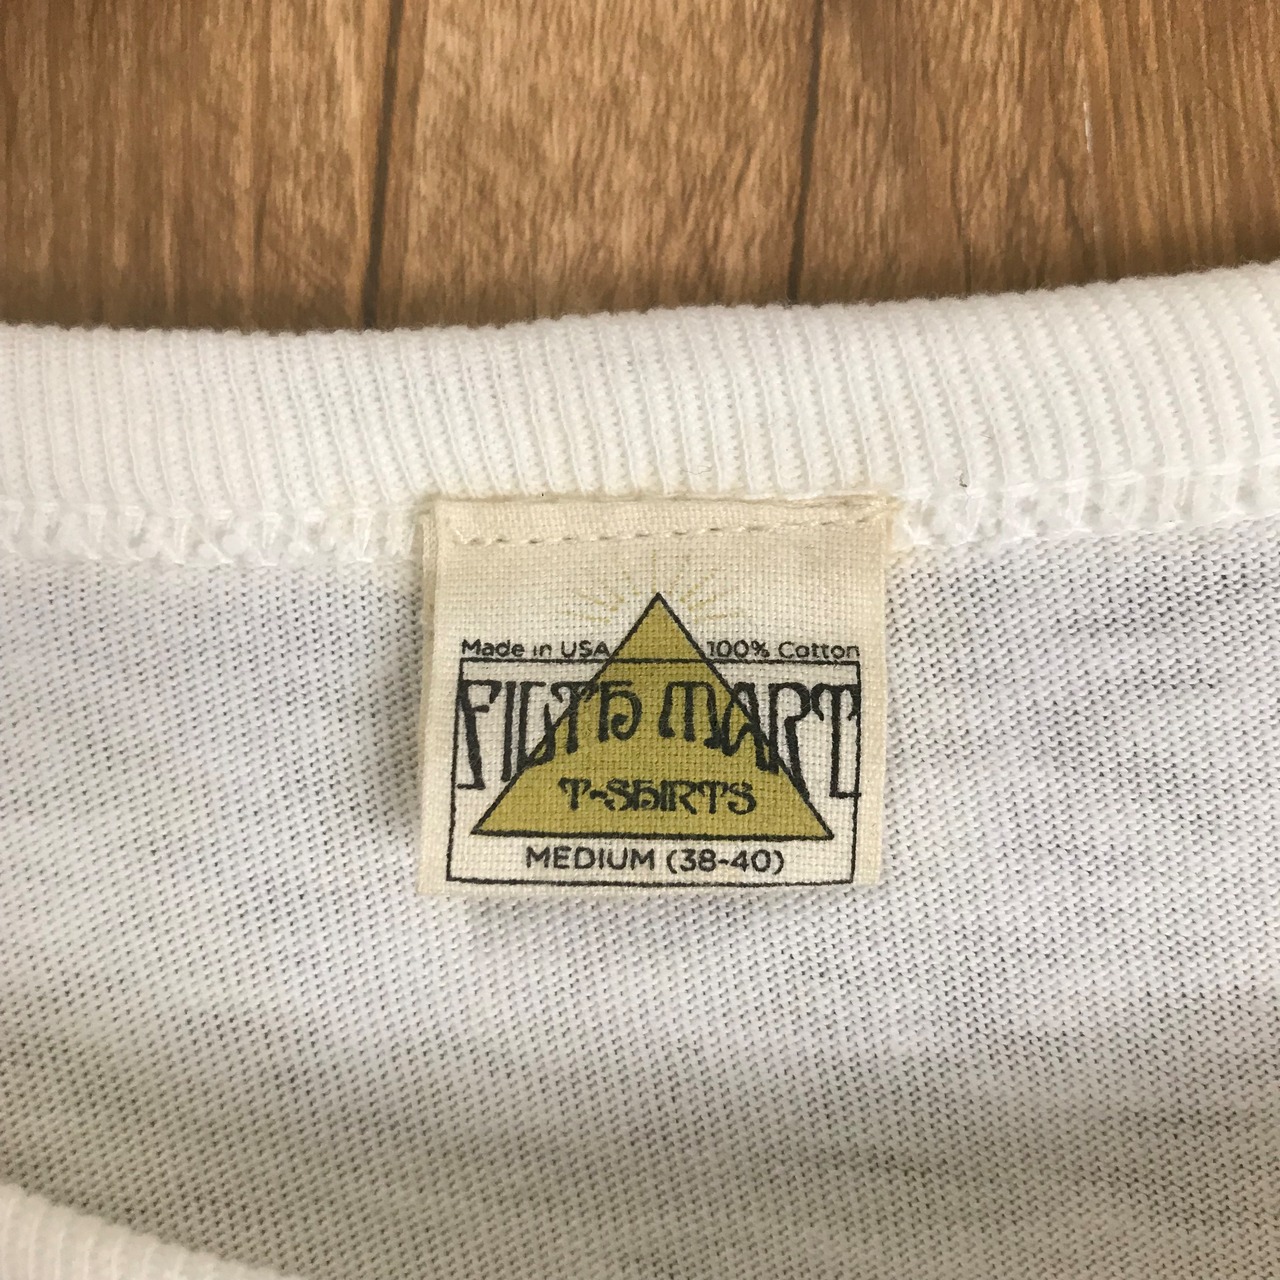 Made in USA 100% Cotton
FILTH MART
T-SHIRTS
MEDIUM (38-40)